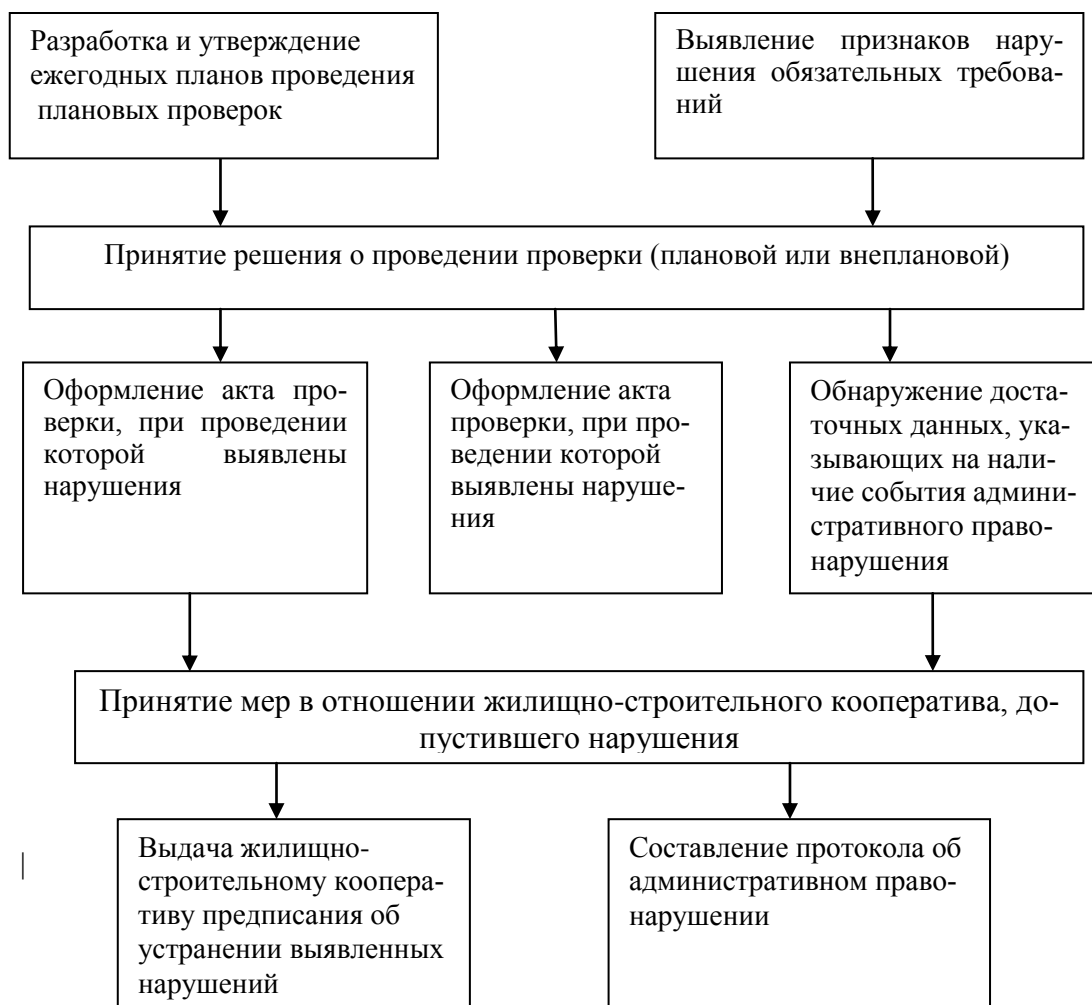 Разработка и утверждение
ежегодных планов проведения
плановых проверок
Выявление признаков нару-
шения обязательных требова-
ний
Принятие решения о проведении проверки (плановой или внеплановой)
Оформление акта про-
верки, при проведении
которой выявлены
нарушения
Оформление акта
проверки, при про-
ведении которой
выявлены наруше-
ния
Обнаружение доста-
точных данных, ука-
зывающих на нали-
чие события админи-
стративного право-
нарушения
Принятие мер в отношении жилищно-строительного кооператива, до-
пустившего нарушения
Выдача жилищно-
строительному коопера-
тиву предписания об
устранении выявленных
нарушений
Составление протокола об
административном право-
нарушении